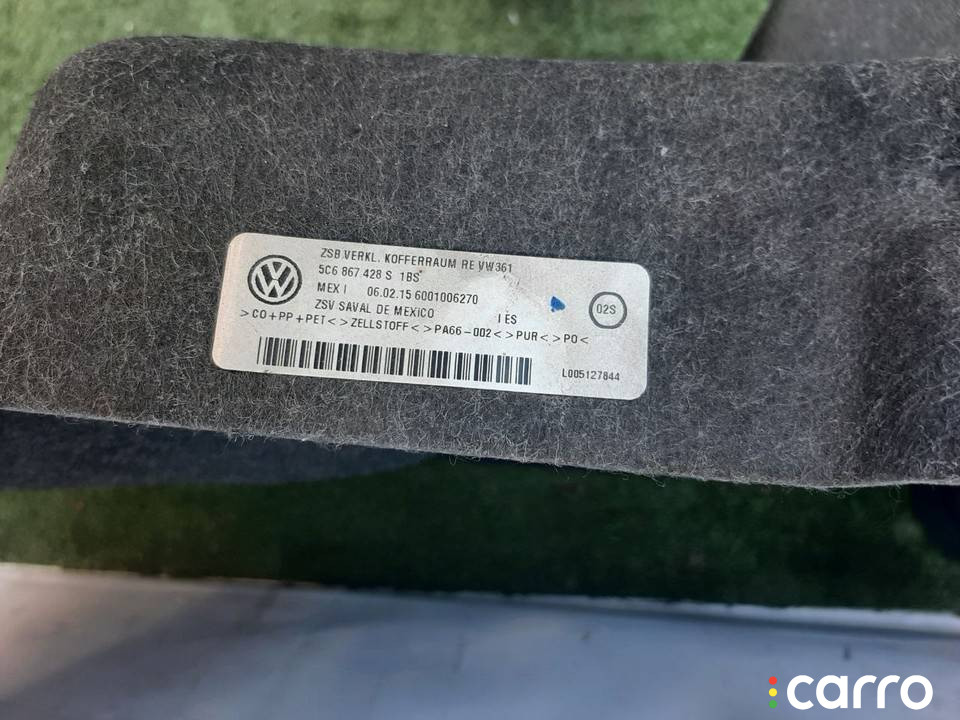 ZSB.VERKL. KOFFERRAUM RE VW361
5C6 867 428 S 1BS
MEX I 06.02.15 6001006270
ZSV SAVAL DE MEXICO I ES
>CO+PP+PET<>ZELLSTOFF<>PA66-002<>PUR<>PO<
02S
L005127844
carro